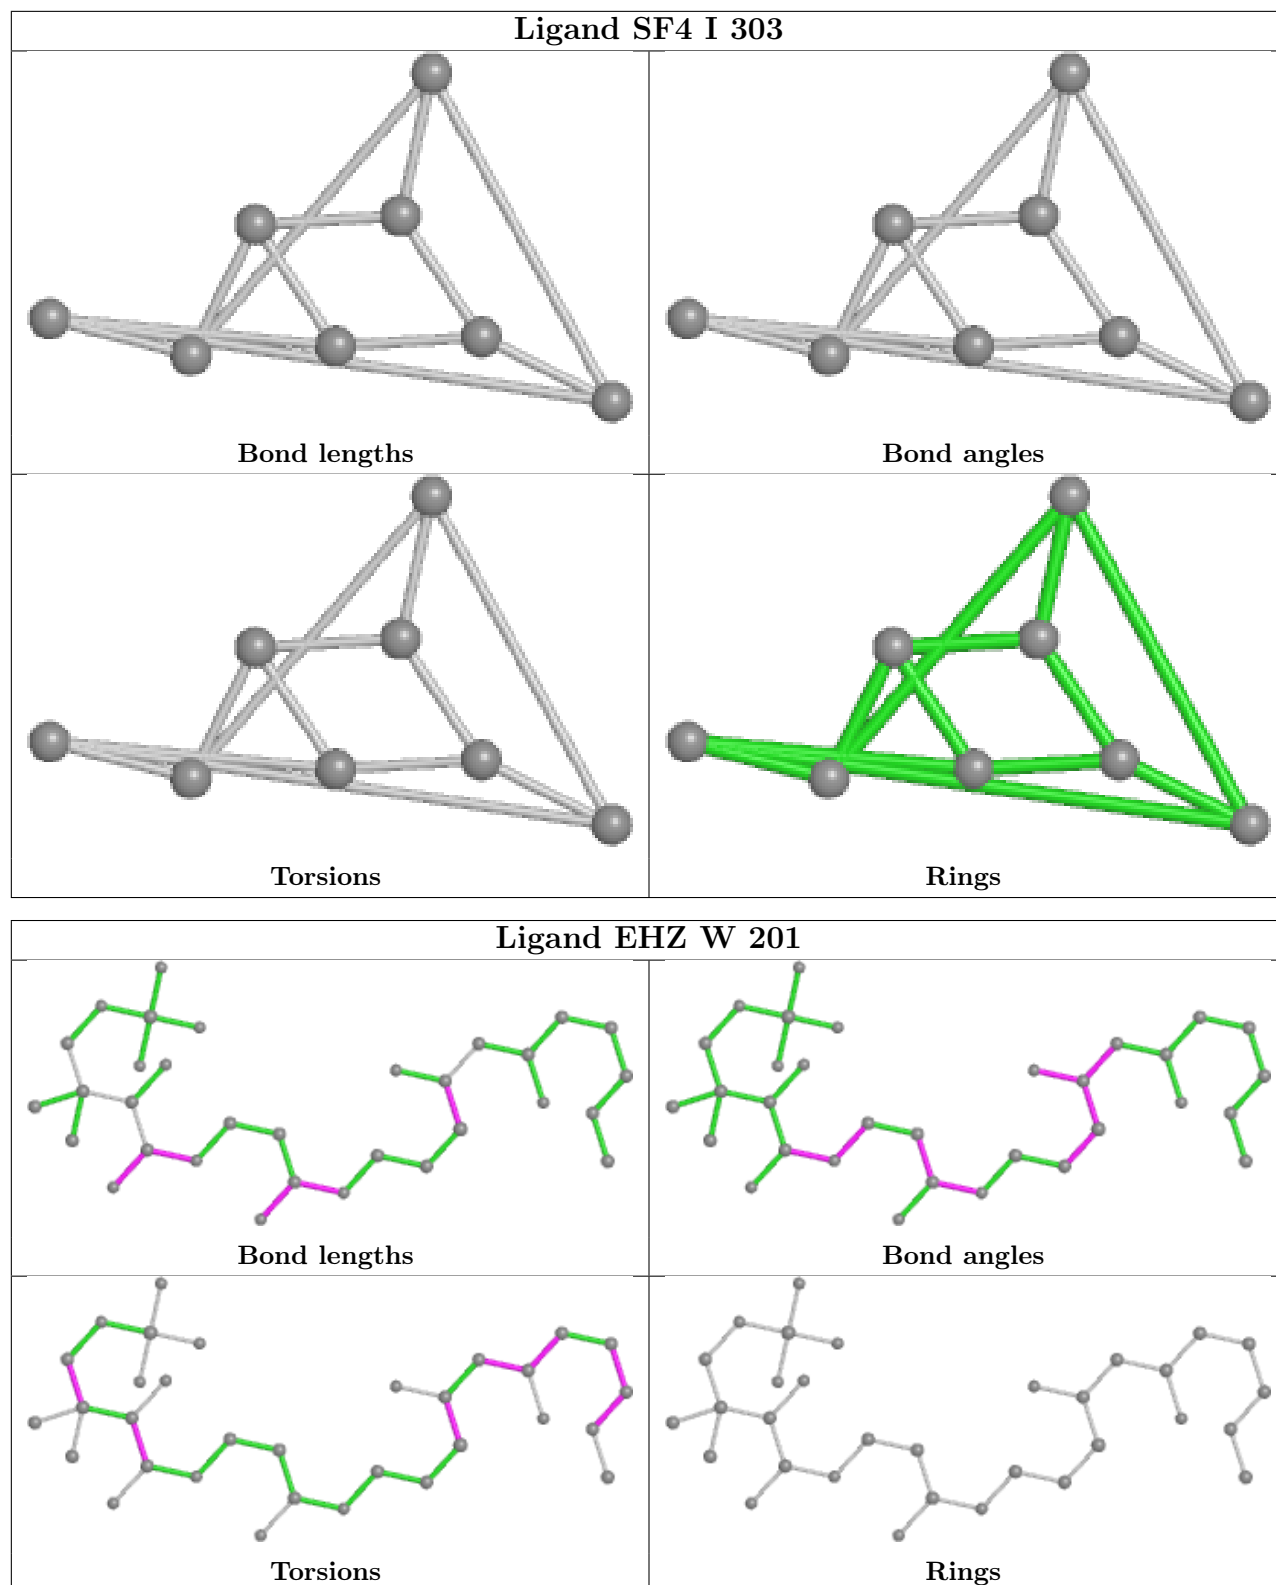 Ligand SF4 I 303
Bond lengths
Bond angles
Torsions
Rings
Ligand EHZ W 201
Bond lengths
Bond angles
Torsions
Rings